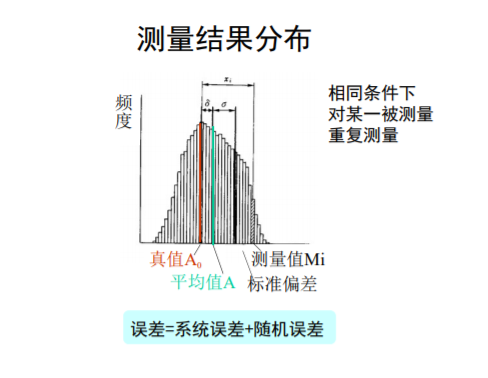 测量结果分布
相同条件下
对某一被测量
重复测量
频度
xi
δ
σ
真值A0
测量值Mi
平均值A
标准偏差
误差=系统误差+随机误差